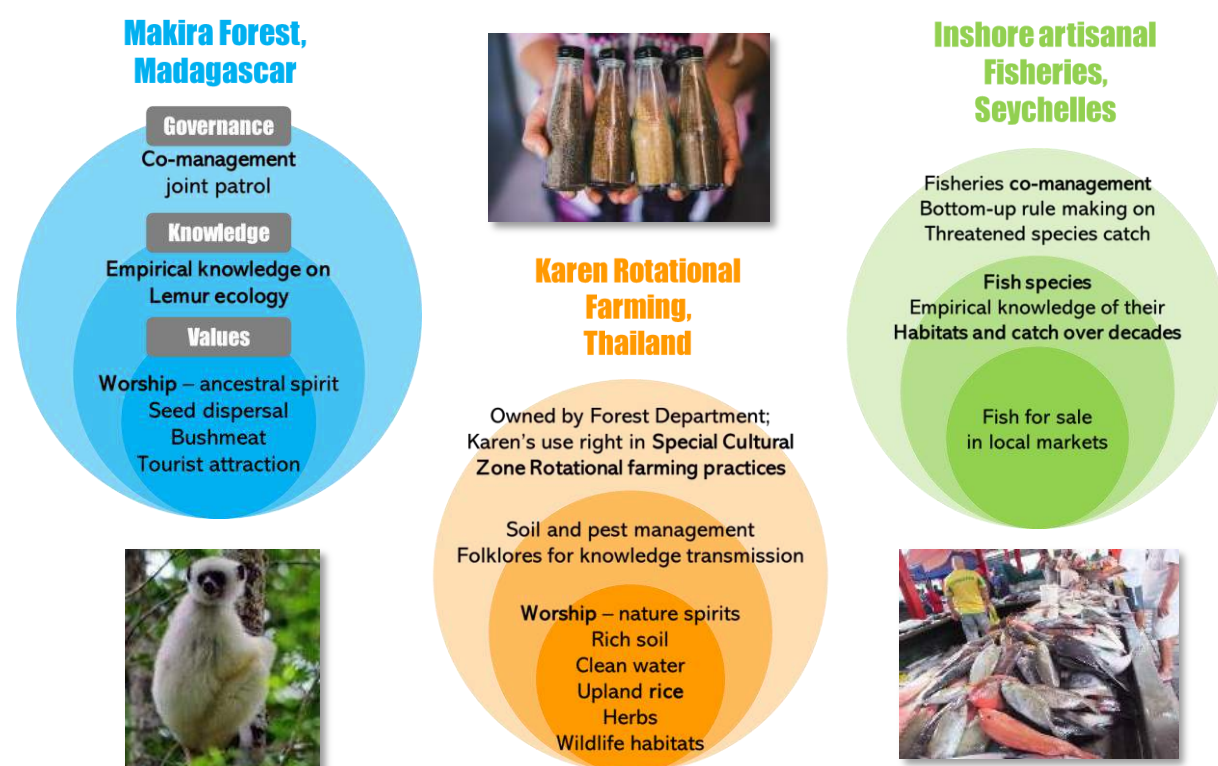 Makira Forest,
Madagascar
Governance
Co-management
joint patrol
Knowledge
Empirical knowledge on
Lemur ecology
Values
Worship – ancestral spirit
Seed dispersal
Bushmeat
Tourist attraction
Karen Rotational
Farming,
Thailand
Owned by Forest Department;
Karen's use right in Special Cultural
Zone Rotational farming practices
Soil and pest management
Folklores for knowledge transmission
Worship – nature spirits
Rich soil
Clean water
Upland rice
Herbs
Wildlife habitats
Inshore artisanal
Fisheries,
Seychelles
Fisheries co-management
Bottom-up rule making on
Threatened species catch
Fish species
Empirical knowledge of their
Habitats and catch over decades
Fish for sale
in local markets